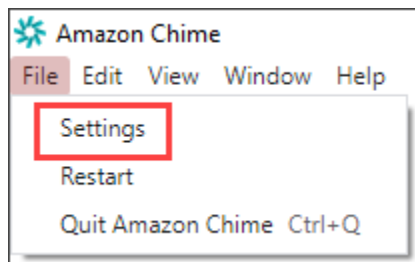 Amazon Chime
File Edit View Window Help
Settings
Restart
Quit Amazon Chime Ctrl+Q